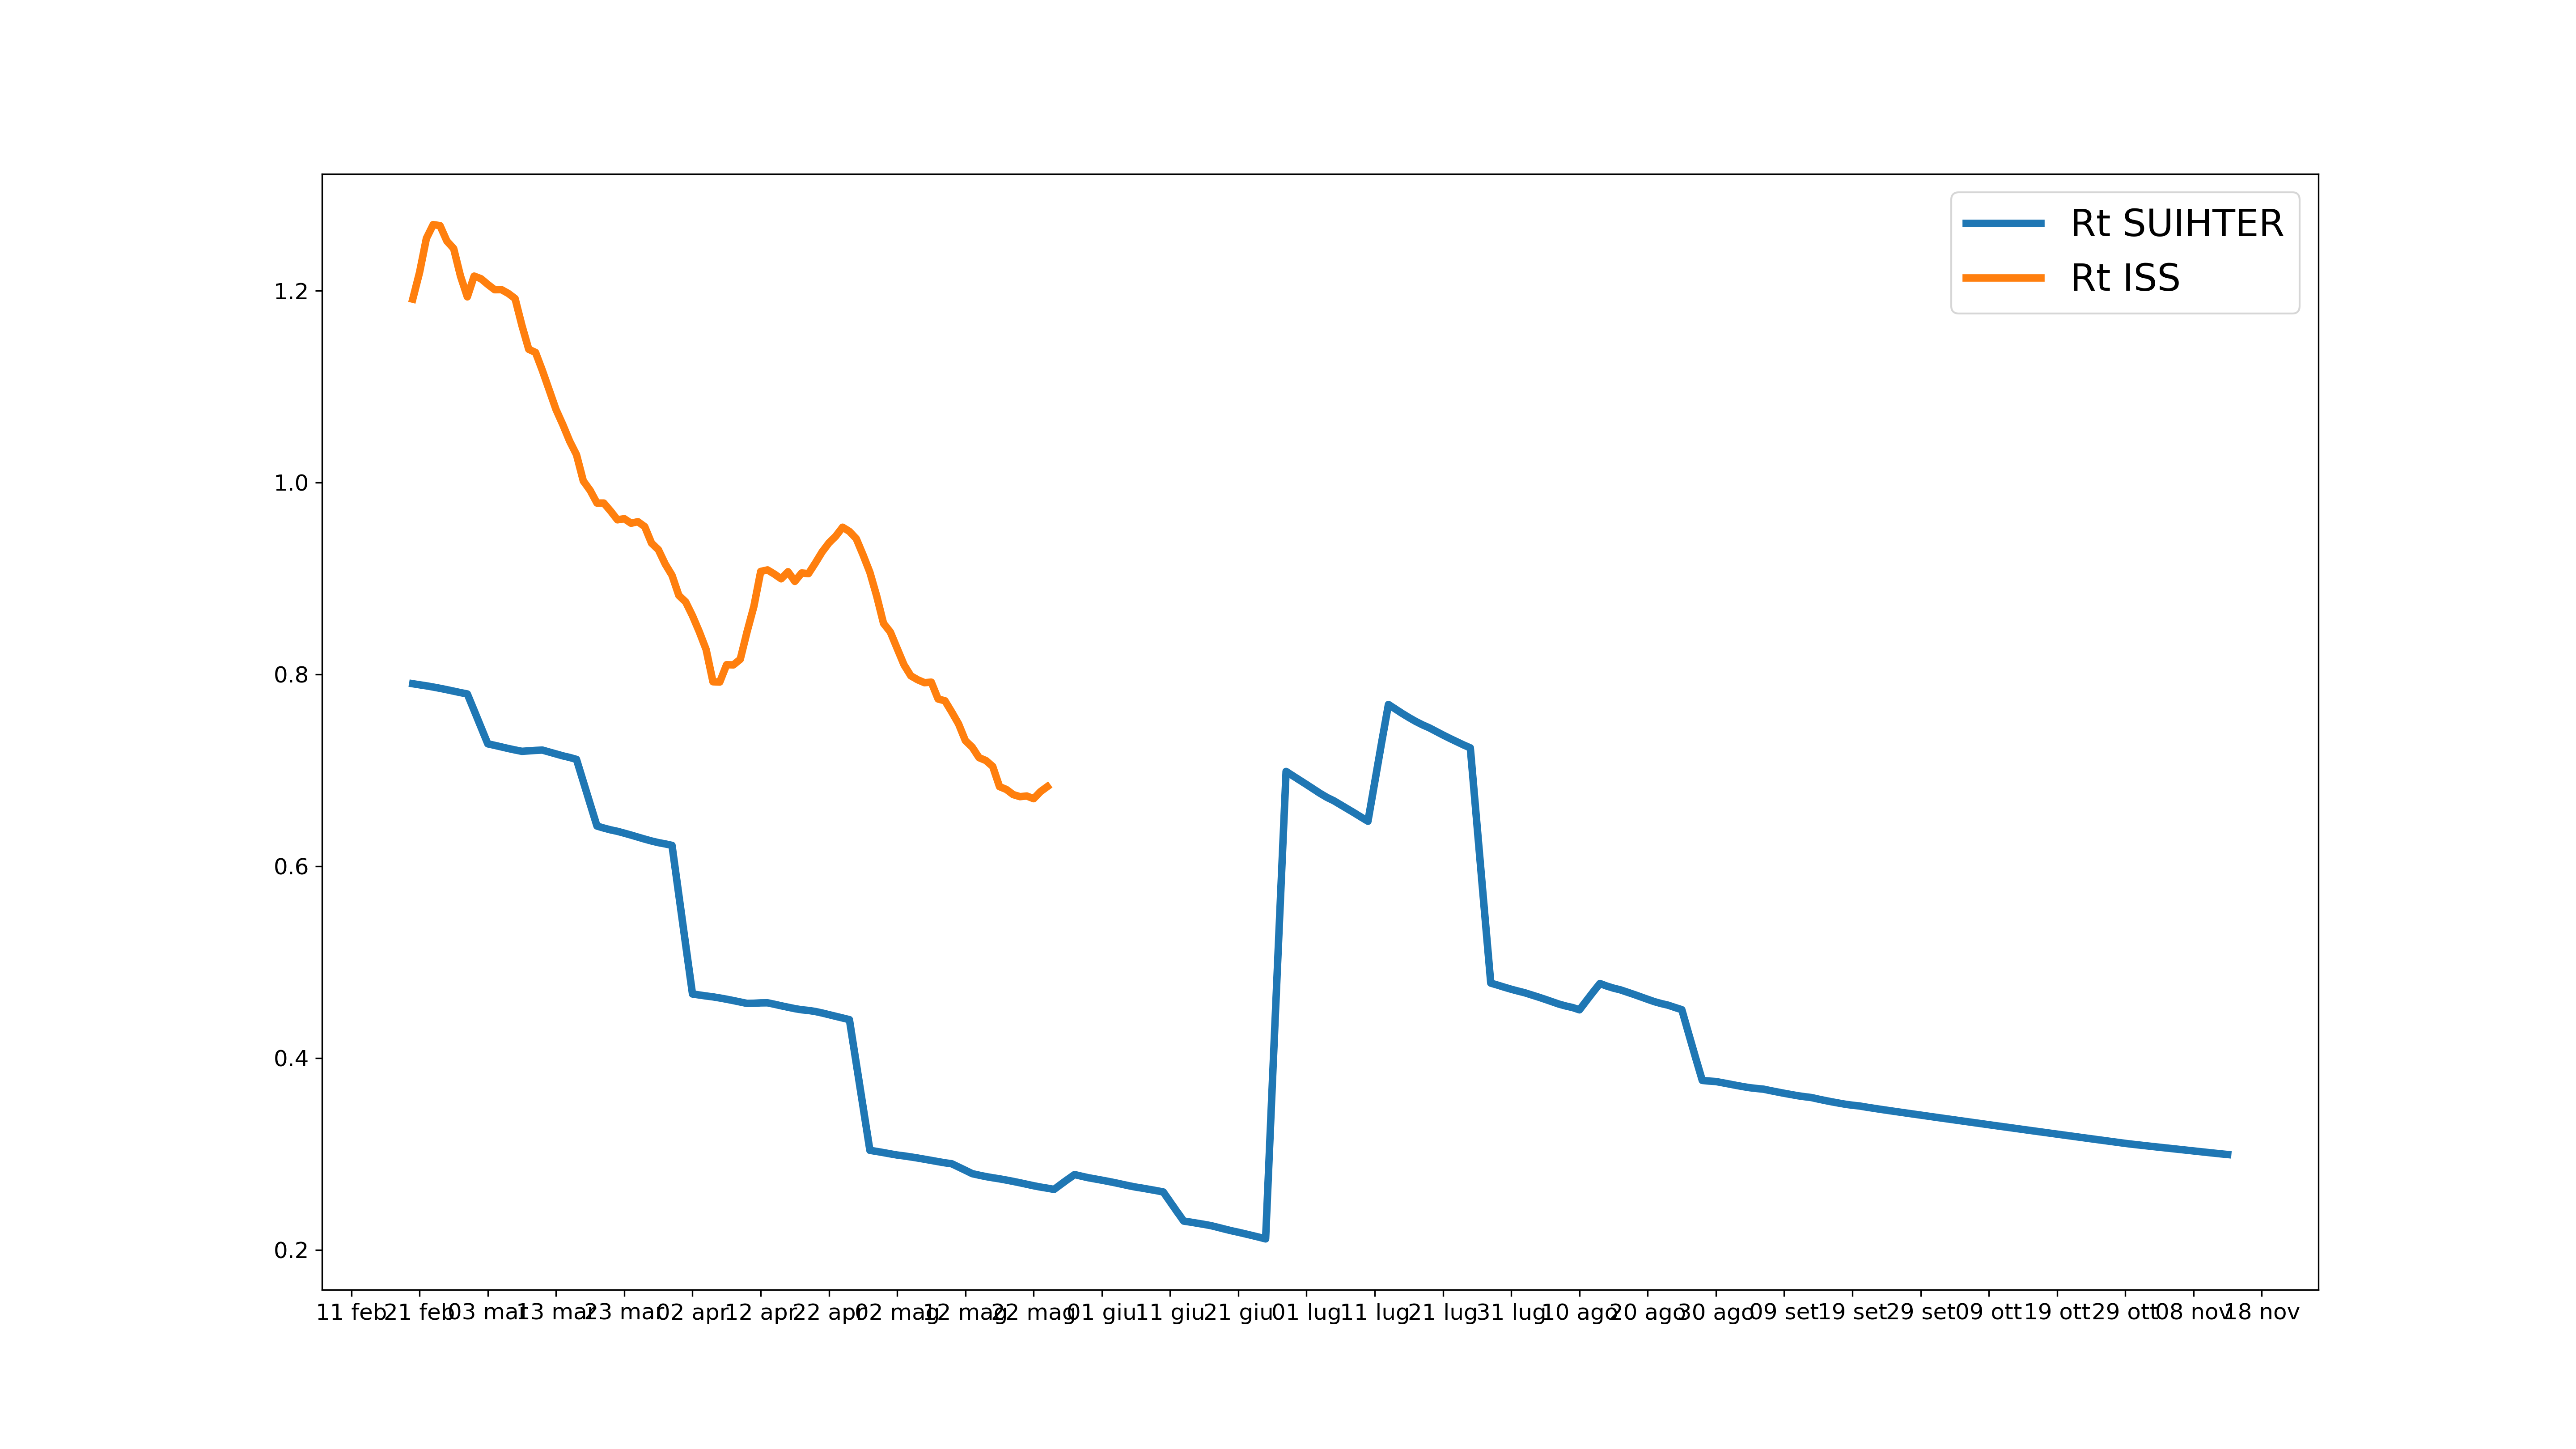 Rt SUIHTER
Rt ISS
1.2
1.0
0.8
0.6
0.4
0.2
11 feb 21 feb 03 mar 13 mar 23 mar 02 apr 12 apr 22 apr 02 mag 12 mag 22 mag 01 giu 11 giu 21 giu 01 lug 11 lug 21 lug 31 lug 10 ago 20 ago 30 ago 09 set 19 set 29 set 09 ott 19 ott 29 ott 08 nov 18 nov